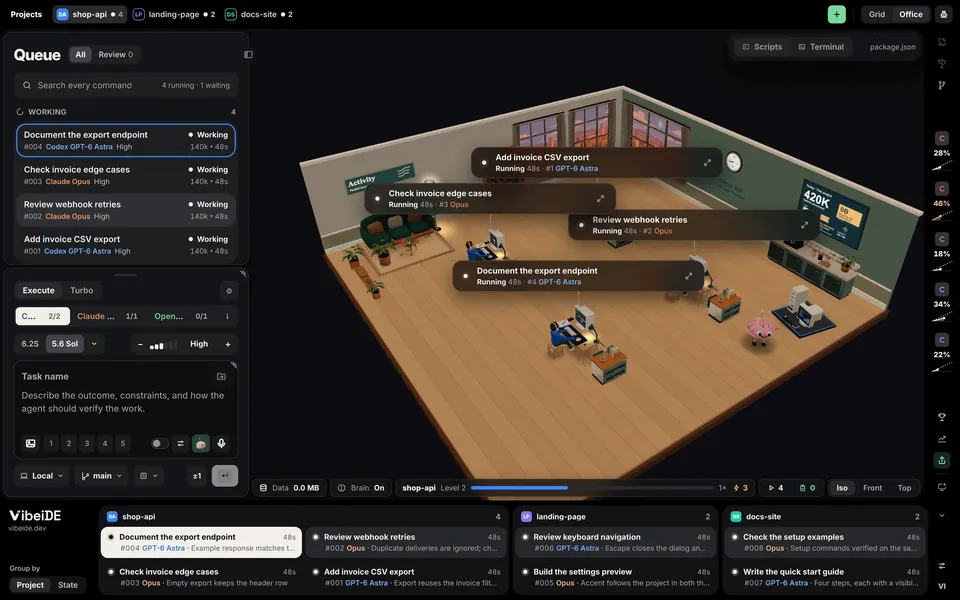 Projects
SA shop-api 4
LP landing-page 2
DS docs-site 2
+
Grid Office
Queue All Review 0
Search every command 4 running · 1 waiting
WORKING 4
Document the export endpoint Working
#004 Codex GPT-6 Astra High 140k • 48s
Check invoice edge cases Working
#003 Claude Opus High 140k • 48s
Review webhook retries Working
#002 Claude Opus High 140k • 48s
Add invoice CSV export Working
#001 Codex GPT-6 Astra High 140k • 48s
Execute Turbo
C... 2/2 Claude ... 1/1 Open... 0/1
6.2S 5.6 Sol − High +
Task name
Describe the outcome, constraints, and how the
agent should verify the work.
1 2 3 4 5
Local main ±1
Scripts Terminal package.json
Add invoice CSV export
Running 48s · #1 GPT-6 Astra
Activity
Check invoice edge cases
Running 48s · #3 Opus
Review webhook retries
Running 48s · #2 Opus
Document the export endpoint
Running 48s · #4 GPT-6 Astra
420K
C
28%
C
46%
C
18%
C
34%
C
22%
Data 0.0 MB Brain On shop-api Level 2 1× 3 4 0 Iso Front Top
VibeIDE
vibeide.dev
Group by
Project State
SA shop-api 4
Document the export endpoint 48s
#004 GPT-6 Astra · Example response matches t...
Review webhook retries 48s
#002 Opus · Duplicate deliveries are ignored; ch...
Check invoice edge cases 48s
#003 Opus · Empty export keeps the header row
Add invoice CSV export 48s
#001 GPT-6 Astra · Export reuses the invoice filt...
LP landing-page 2
Review keyboard navigation 48s
#006 GPT-6 Astra · Escape closes the dialog an...
Build the settings preview 48s
#005 Opus · Accent follows the project in both th...
DS docs-site 2
Check the setup examples 48s
#008 Opus · Setup commands verified on the sa...
Write the quick start guide 48s
#007 GPT-6 Astra · Four steps, each with a visibl...
VI